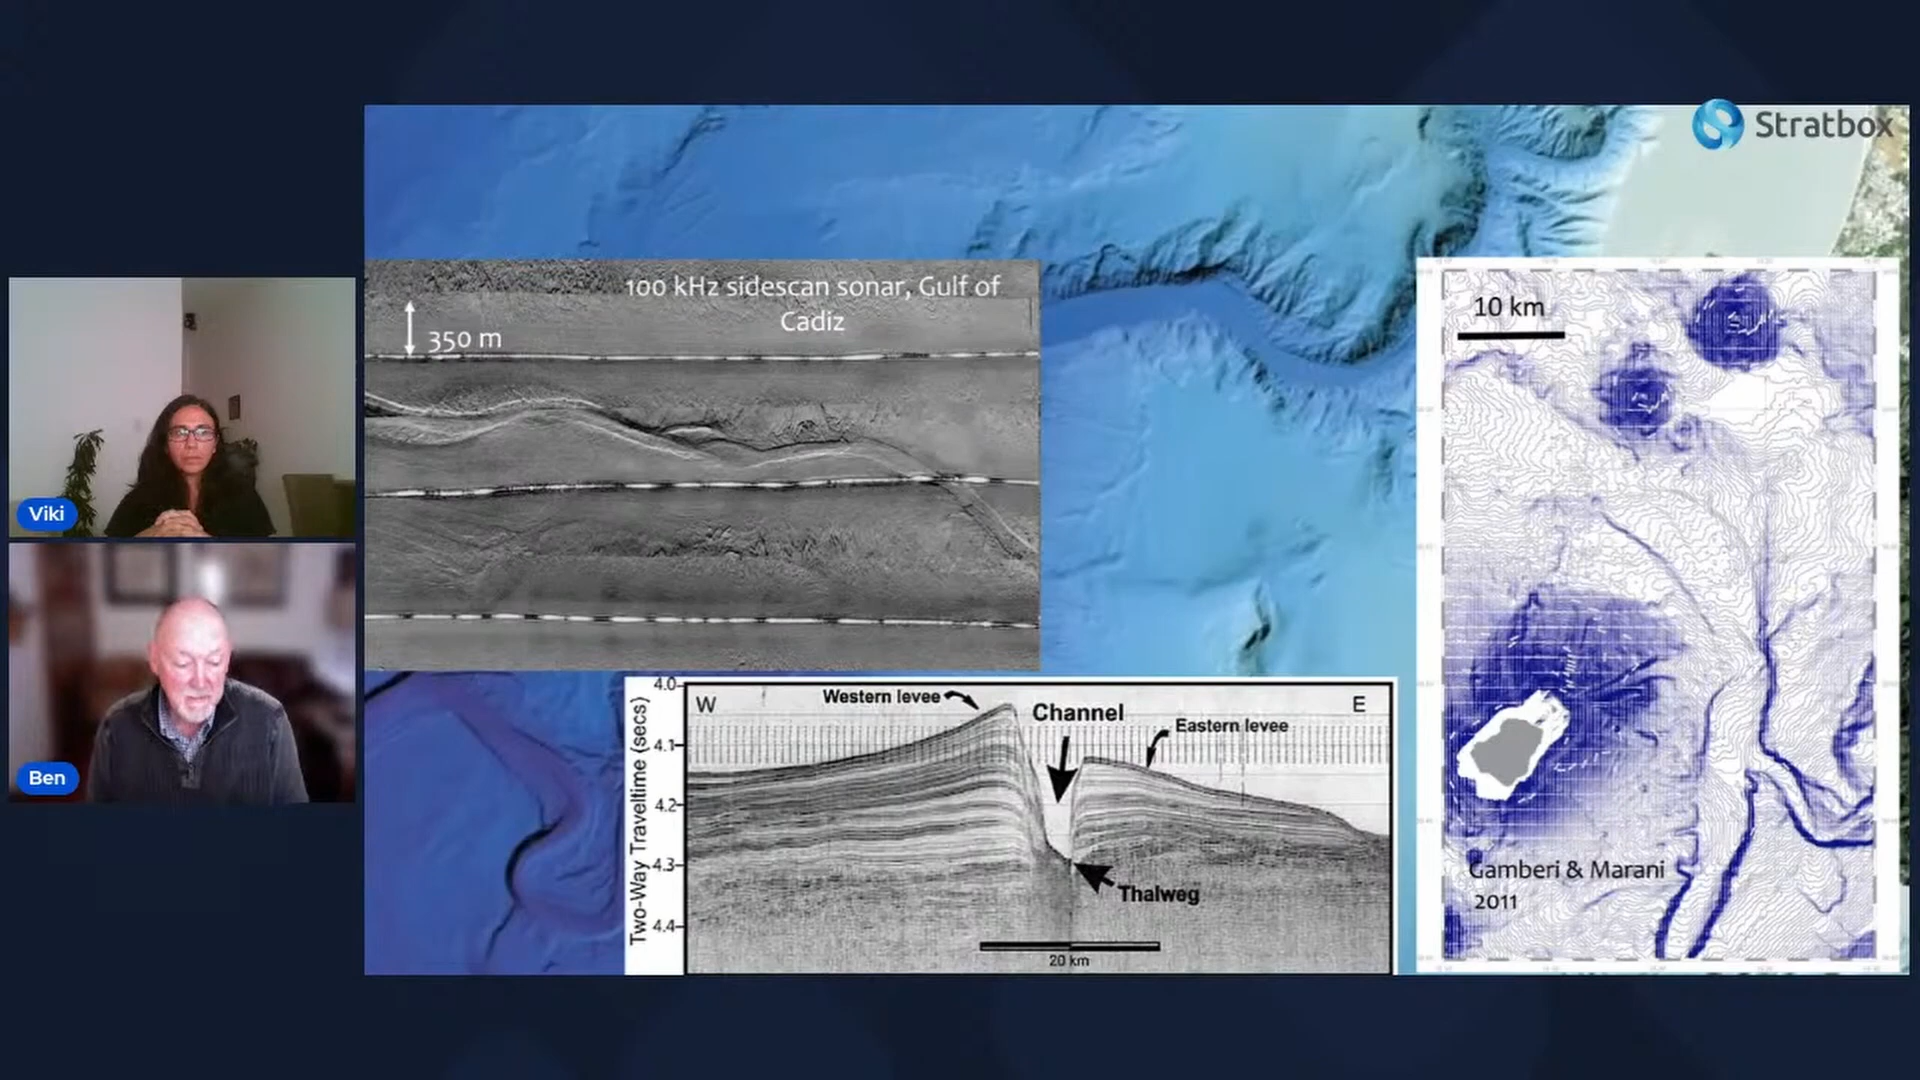 Stratbox
100 kHz sidescan sonar, Gulf of
Cadiz
350 m
10 km
Viki
Ben
4.0
W
Western levee
Channel
Eastern levee
E
4.1
4.2
4.3
4.4
Two-Way Traveltime (secs)
Thalweg
20 km
Gamberi & Marani
2011